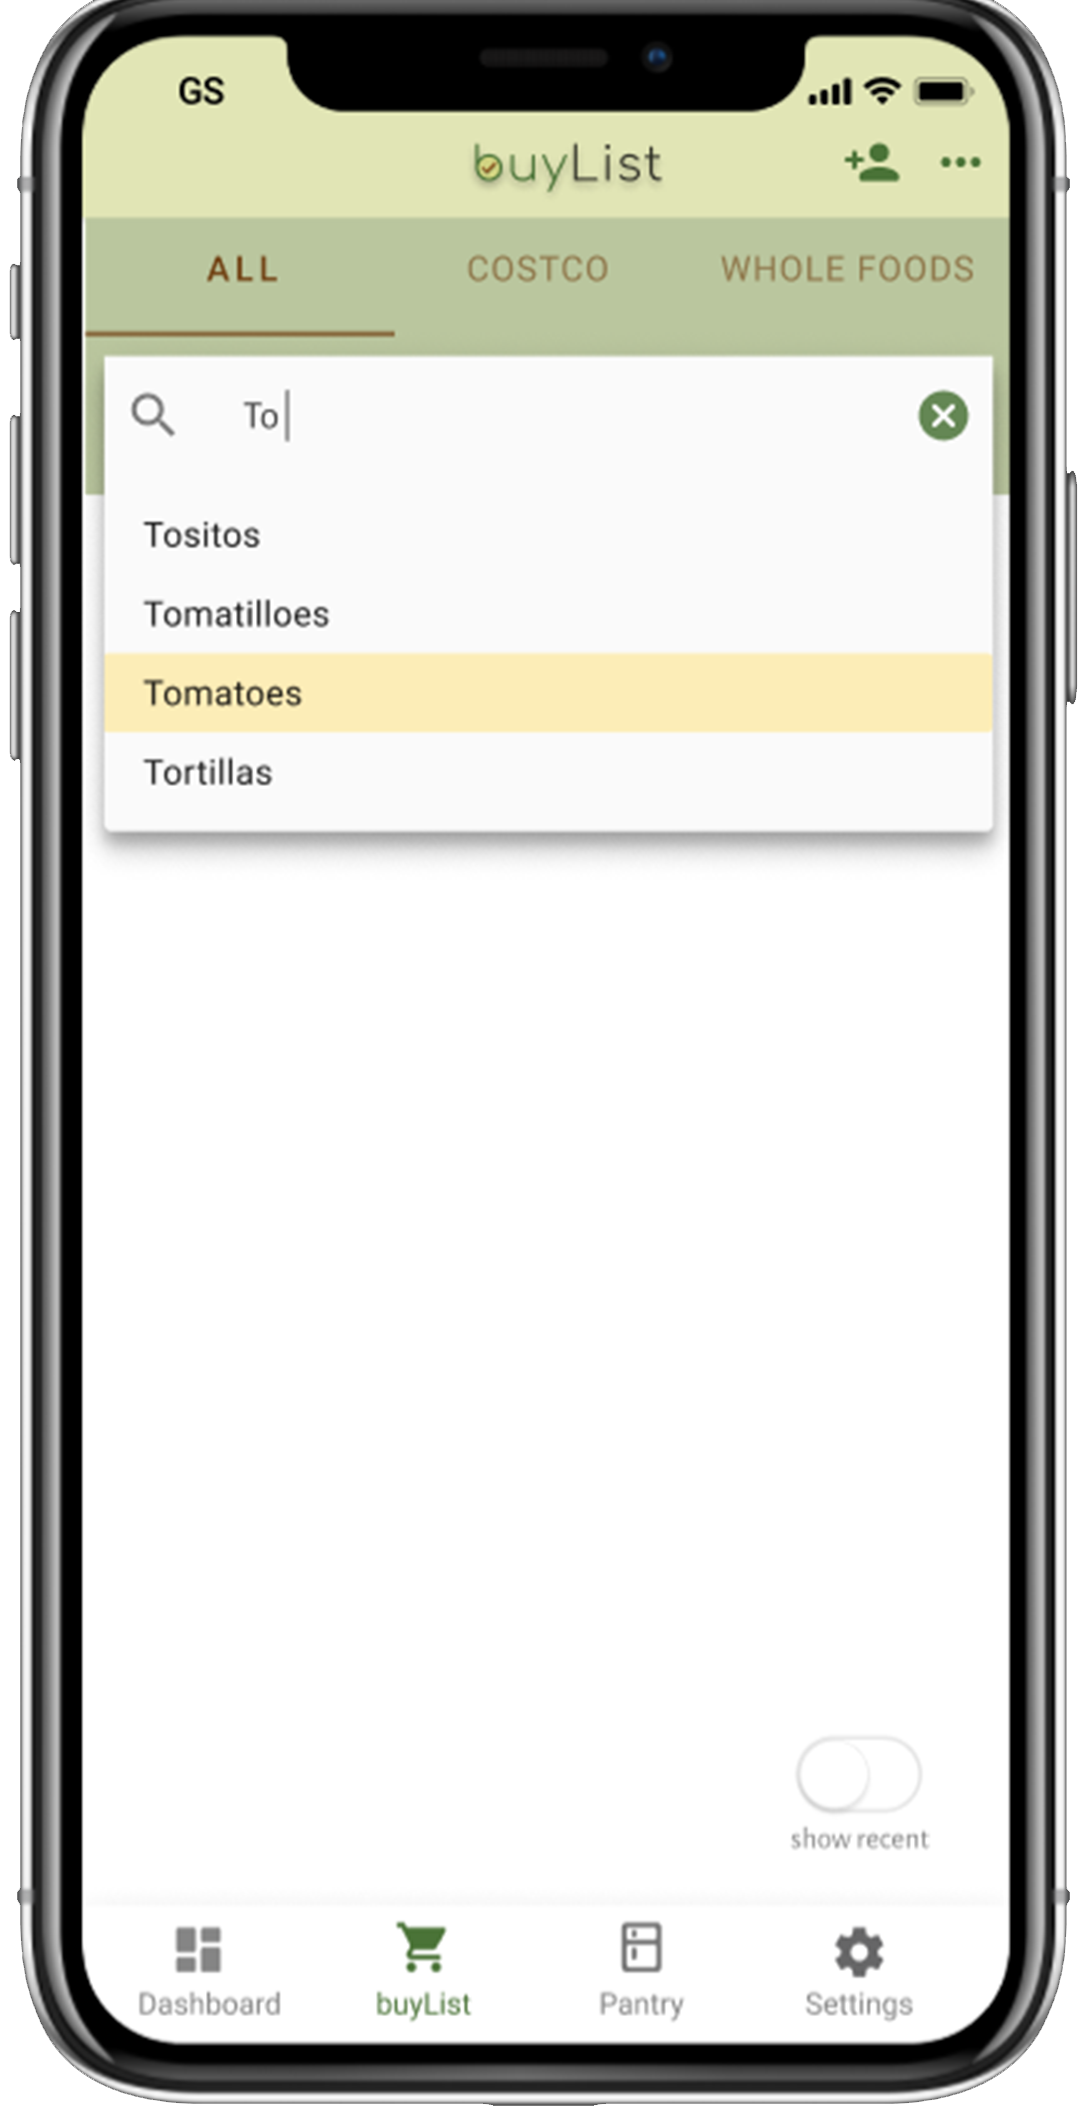 GS
buyList
ALL COSTCO WHOLE FOODS
To
Tositos
Tomatilloes
Tomatoes
Tortillas
show recent
Dashboard buyList Pantry Settings